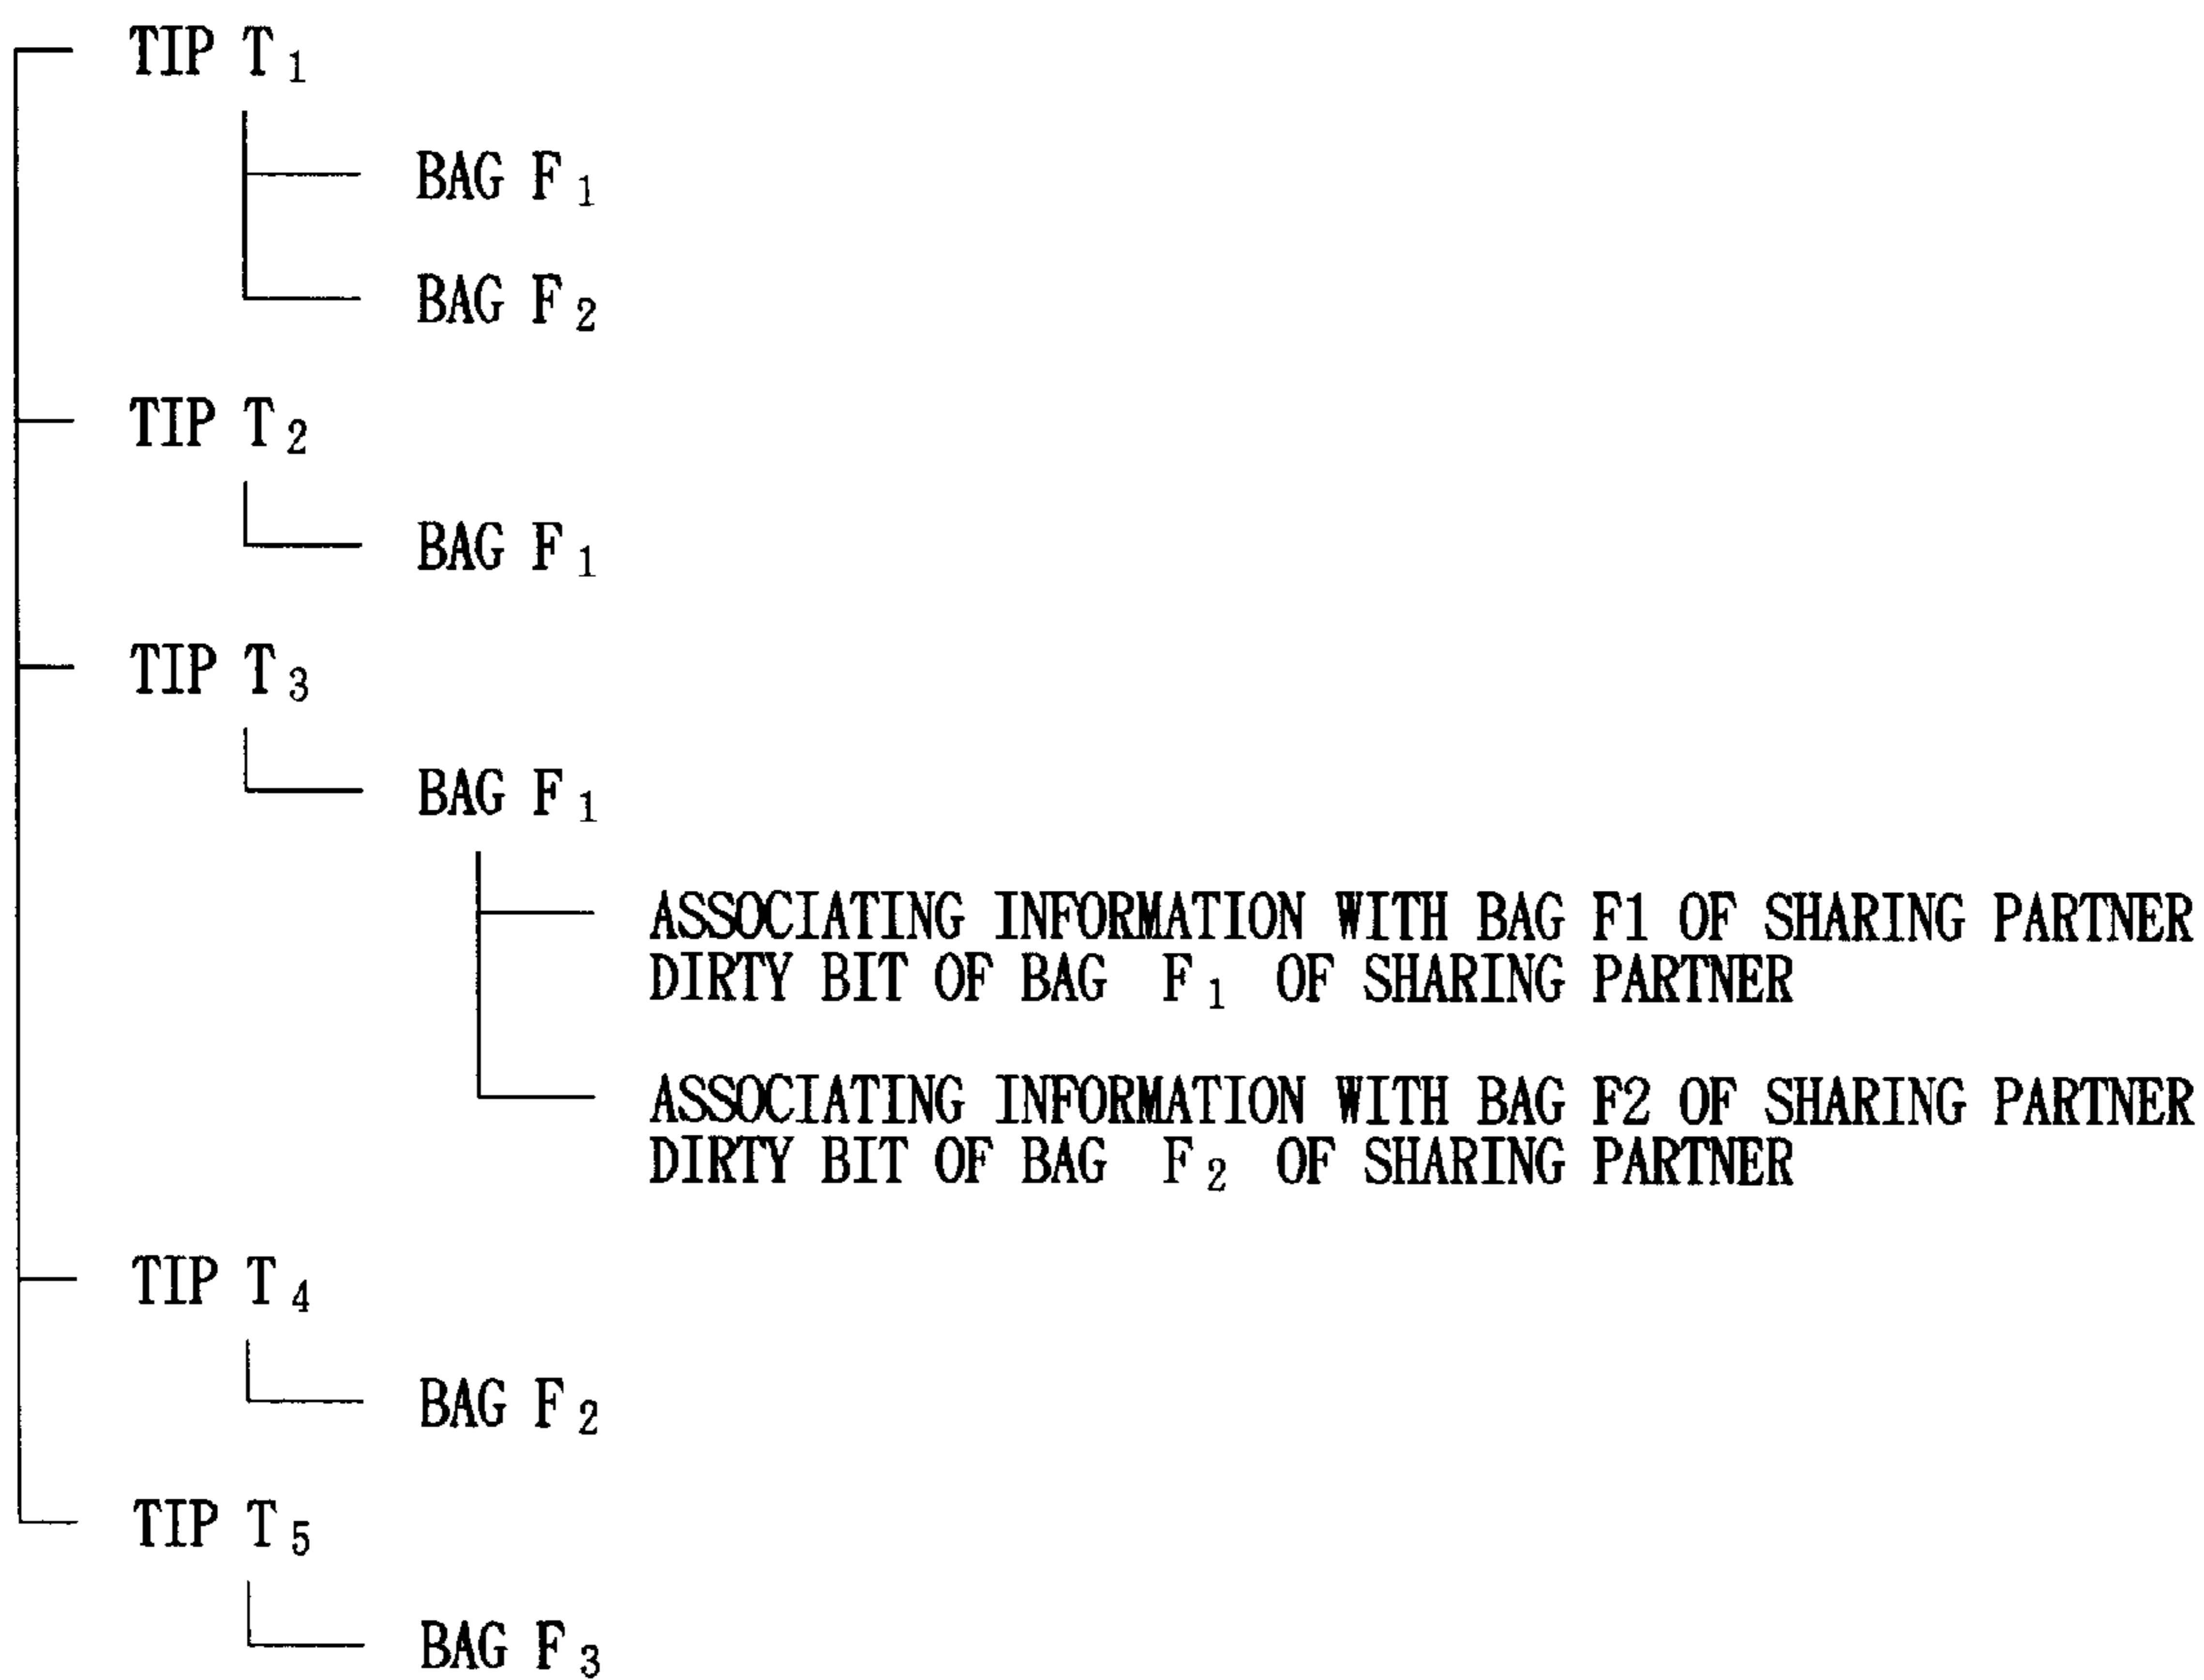 TIP T₁
BAG F₁
BAG F₂
TIP T₂
BAG F₁
TIP T₃
BAG F₁
ASSOCIATING INFORMATION WITH BAG F1 OF SHARING PARTNER
DIRTY BIT OF BAG F₁ OF SHARING PARTNER
ASSOCIATING INFORMATION WITH BAG F2 OF SHARING PARTNER
DIRTY BIT OF BAG F₂ OF SHARING PARTNER
TIP T₄
BAG F₂
TIP T₅
BAG F₃